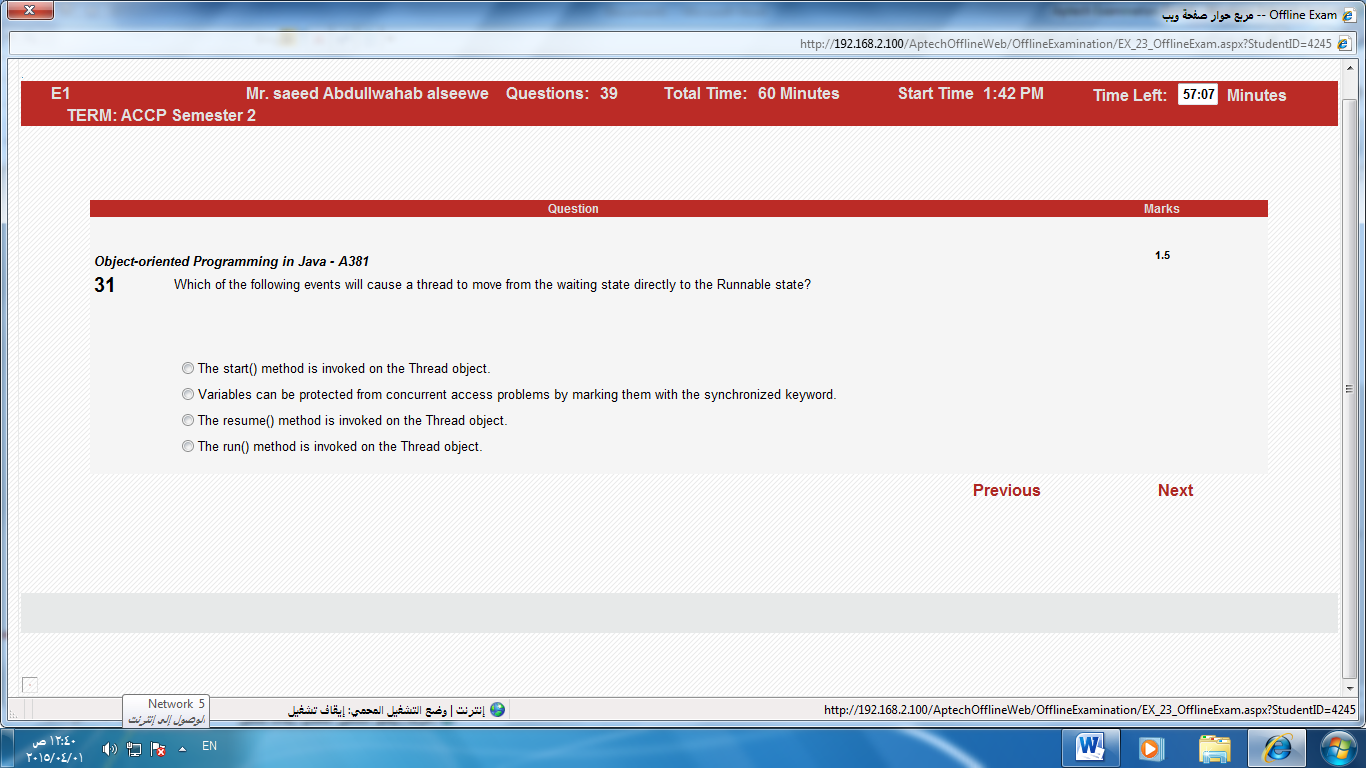 مربع حوار صفحة ويب -- Offline Exam
http://192.168.2.100/AptechOfflineWeb/OfflineExamination/EX_23_OfflineExam.aspx?StudentID=4245
E1 Mr. saeed Abdullwahab alseewe Questions: 39 Total Time: 60 Minutes Start Time 1:42 PM Time Left: 57:07 Minutes
TERM: ACCP Semester 2
Question Marks
Object-oriented Programming in Java - A381 1.5
31 Which of the following events will cause a thread to move from the waiting state directly to the Runnable state?
The start() method is invoked on the Thread object.
Variables can be protected from concurrent access problems by marking them with the synchronized keyword.
The resume() method is invoked on the Thread object.
The run() method is invoked on the Thread object.
Previous Next
Network 5
الوصول إلى إنترنت
إنترنت | وضع التشغيل المحمي: إيقاف تشغيل
http://192.168.2.100/AptechOfflineWeb/OfflineExamination/EX_23_OfflineExam.aspx?StudentID=4245
١٢:٤٠ ص
٢٠١٥/٠٤/٠١
EN